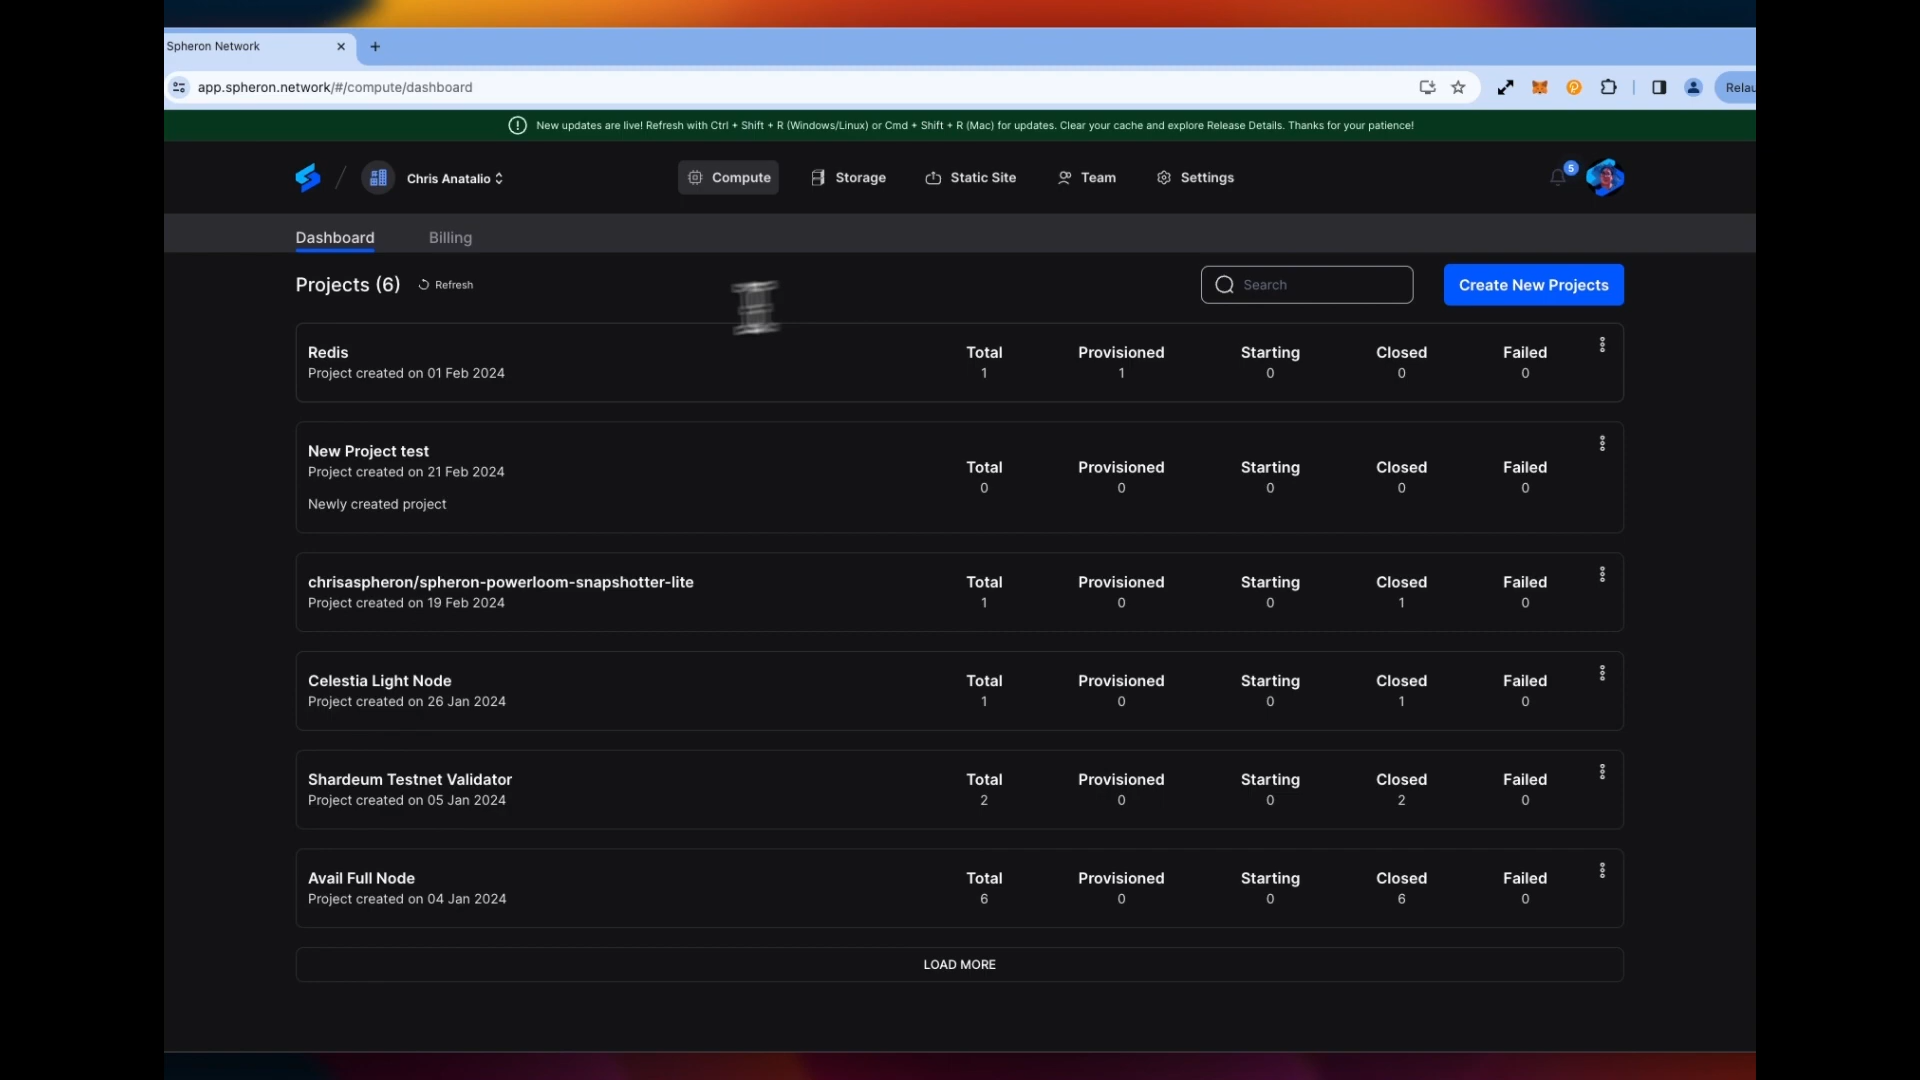 Spheron Network
app.spheron.network/#/compute/dashboard
Relau
New updates are live! Refresh with Ctrl + Shift + R (Windows/Linux) or Cmd + Shift + R (Mac) for updates. Clear your cache and explore Release Details. Thanks for your patience!
Chris Anatalio
Compute
Storage
Static Site
Team
Settings
5
Dashboard
Billing
Projects (6)
Refresh
Search
Create New Projects
Redis
Project created on 01 Feb 2024
Total Provisioned Starting Closed Failed
1 1 0 0 0
New Project test
Project created on 21 Feb 2024
Newly created project
Total Provisioned Starting Closed Failed
0 0 0 0 0
chrisaspheron/spheron-powerloom-snapshotter-lite
Project created on 19 Feb 2024
Total Provisioned Starting Closed Failed
1 0 0 1 0
Celestia Light Node
Project created on 26 Jan 2024
Total Provisioned Starting Closed Failed
1 0 0 1 0
Shardeum Testnet Validator
Project created on 05 Jan 2024
Total Provisioned Starting Closed Failed
2 0 0 2 0
Avail Full Node
Project created on 04 Jan 2024
Total Provisioned Starting Closed Failed
6 0 0 6 0
LOAD MORE